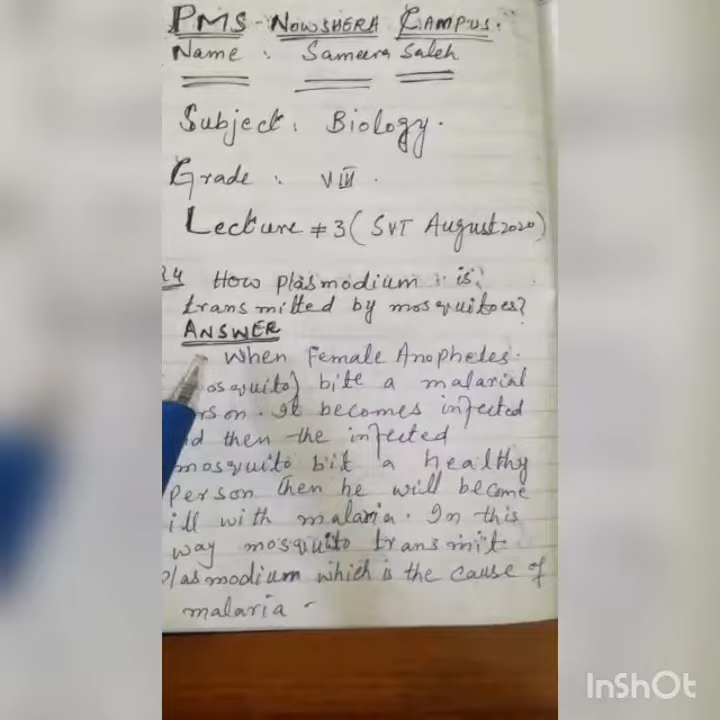 PMS - NOWSHERA CAMPUS.
Name : Sameera Saleh
Subject : Biology.
Grade : VIII.
Lecture # 3 ( SVT August 2020)
How plasmodium is
transmitted by mosquitoes?
ANSWER
When Female Anopheles
bite a malarial
It becomes infected
then the infected
mosquito bit a healthy
Person then he will become
ill with malaria. In this
way mosquito transmit
plasmodium which is the cause of
malaria -
InShOt